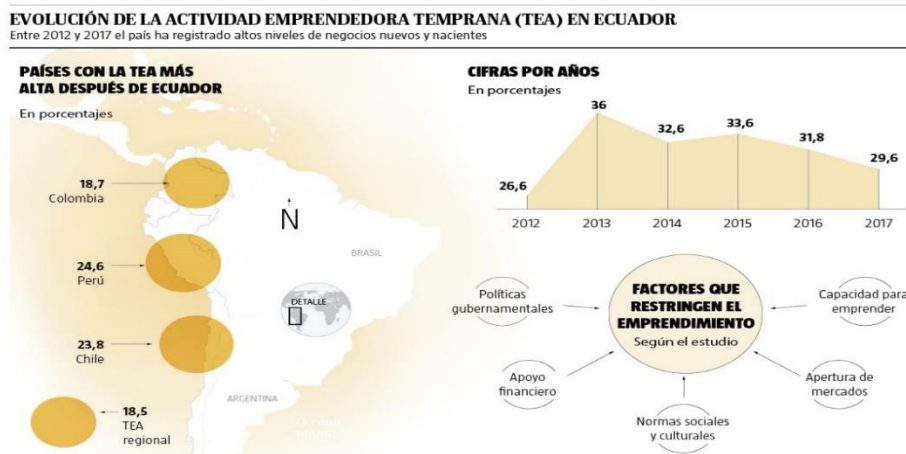 EVOLUCIÓN DE LA ACTIVIDAD EMPRENDEDORA TEMPRANA (TEA) EN ECUADOR
Entre 2012 y 2017 el país ha registrado altos niveles de negocios nuevos y nacientes
PAÍSES CON LA TEA MÁS
ALTA DESPUÉS DE ECUADOR
En porcentajes
18,7
Colombia
24,6
Perú
23,8
Chile
18,5
TEA
regional
N
BRASIL
DETALLE
ARGENTINA
CIFRAS POR AÑOS
En porcentajes
26,6
36
32,6
33,6
31,8
29,6
2012 2013 2014 2015 2016 2017
FACTORES QUE
RESTRINGEN EL
EMPRENDIMIENTO
Según el estudio
Políticas
gubernamentales
Capacidad para
emprender
Apoyo
financiero
Apertura de
mercados
Normas sociales
y culturales